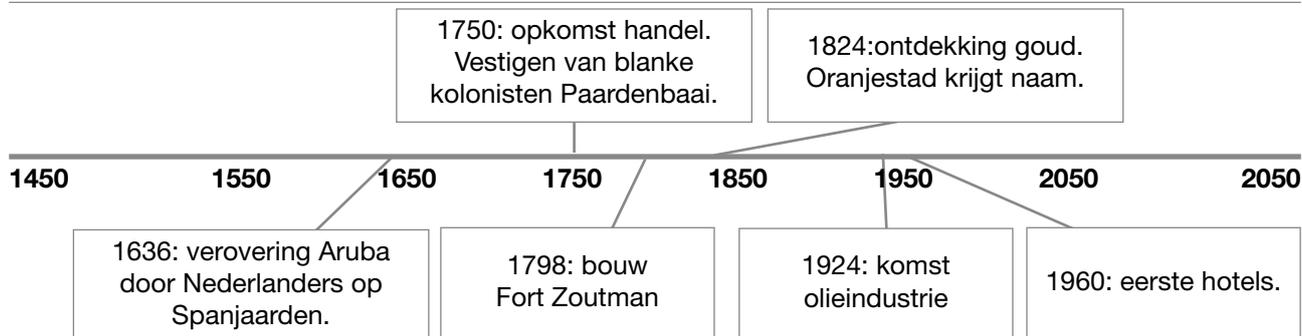 1750: opkomst handel.
Vestigen van blanke
kolonisten Paardenbaai.
1824:ontdekking goud.
Oranjestad krijgt naam.
1450 1550 1650 1750 1850 1950 2050 2050
1636: verovering Aruba
door Nederlanders op
Spanjaarden.
1798: bouw
Fort Zoutman
1924: komst
olieindustrie
1960: eerste hotels.